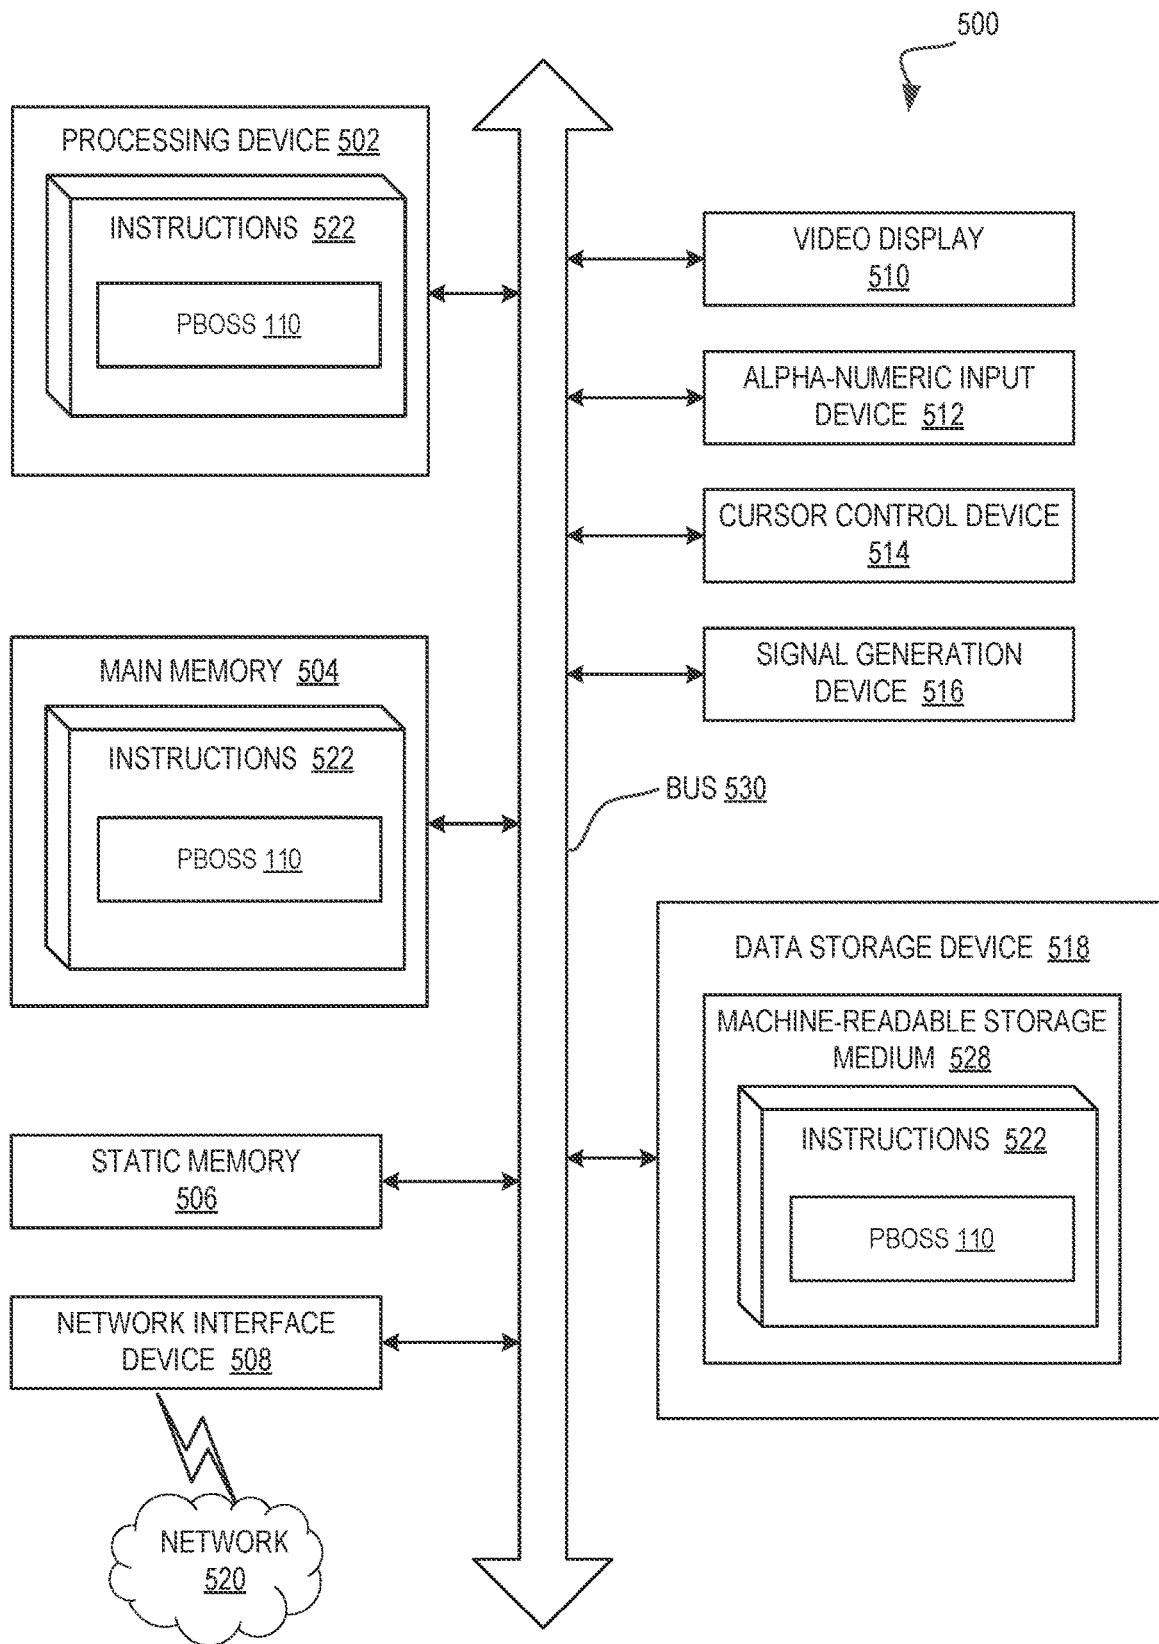 500
PROCESSING DEVICE 502
INSTRUCTIONS 522
PBOSS 110
VIDEO DISPLAY
510
ALPHA-NUMERIC INPUT
DEVICE 512
CURSOR CONTROL DEVICE
514
SIGNAL GENERATION
DEVICE 516
MAIN MEMORY 504
INSTRUCTIONS 522
PBOSS 110
BUS 530
DATA STORAGE DEVICE 518
MACHINE-READABLE STORAGE
MEDIUM 528
INSTRUCTIONS 522
PBOSS 110
STATIC MEMORY
506
NETWORK INTERFACE
DEVICE 508
NETWORK
520